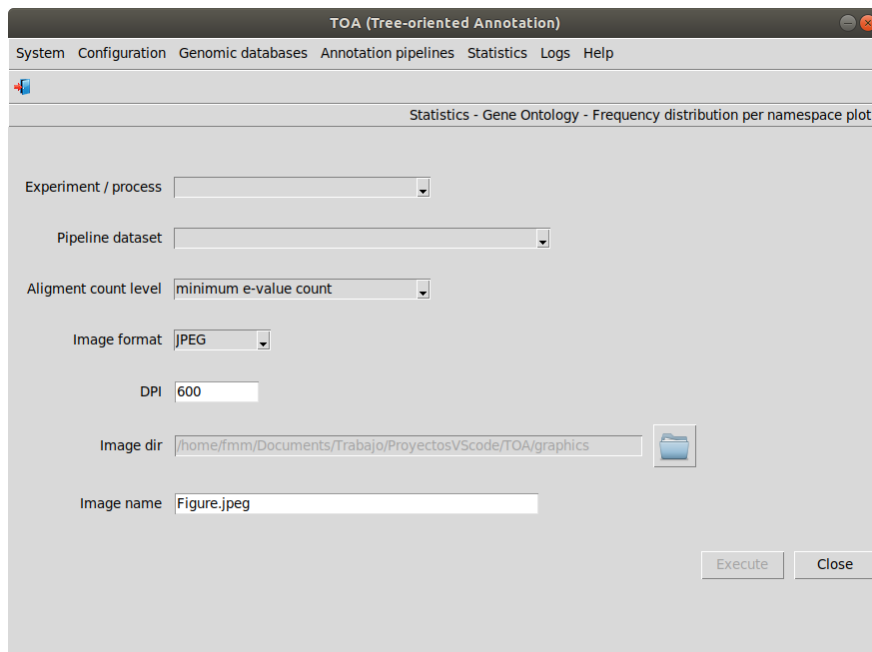 TOA (Tree-oriented Annotation)
System Configuration Genomic databases Annotation pipelines Statistics Logs Help
Statistics - Gene Ontology - Frequency distribution per namespace plot
Experiment / process
Pipeline dataset
Aligment count level minimum e-value count
Image format JPEG
DPI 600
Image dir /home/fmm/Documents/Trabajo/ProyectosVScode/TOA/graphics
Image name Figure.jpeg
Execute Close